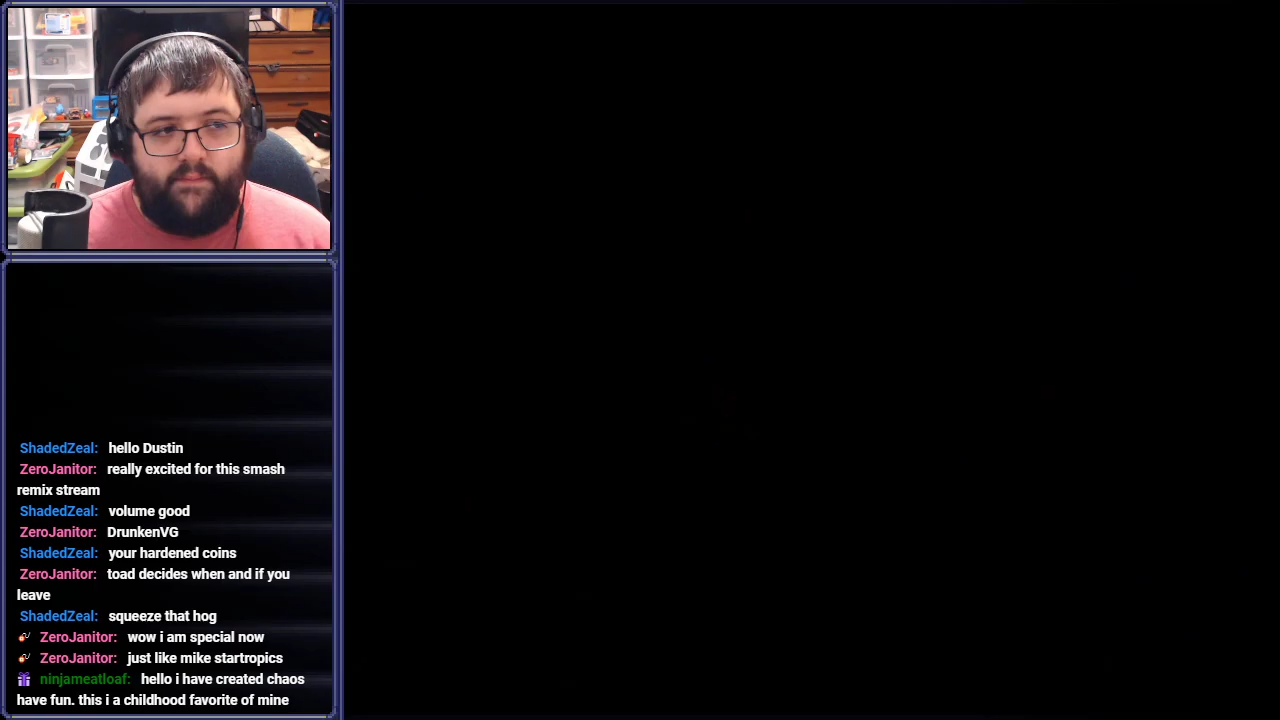 ShadedZeal: hello Dustin
ZeroJanitor: really excited for this smash
remix stream
ShadedZeal: volume good
ZeroJanitor: DrunkenVG
ShadedZeal: your hardened coins
ZeroJanitor: toad decides when and if you
leave
ShadedZeal: squeeze that hog
ZeroJanitor: wow i am special now
ZeroJanitor: just like mike startropics
ninjameatloaf: hello i have created chaos
have fun. this i a childhood favorite of mine